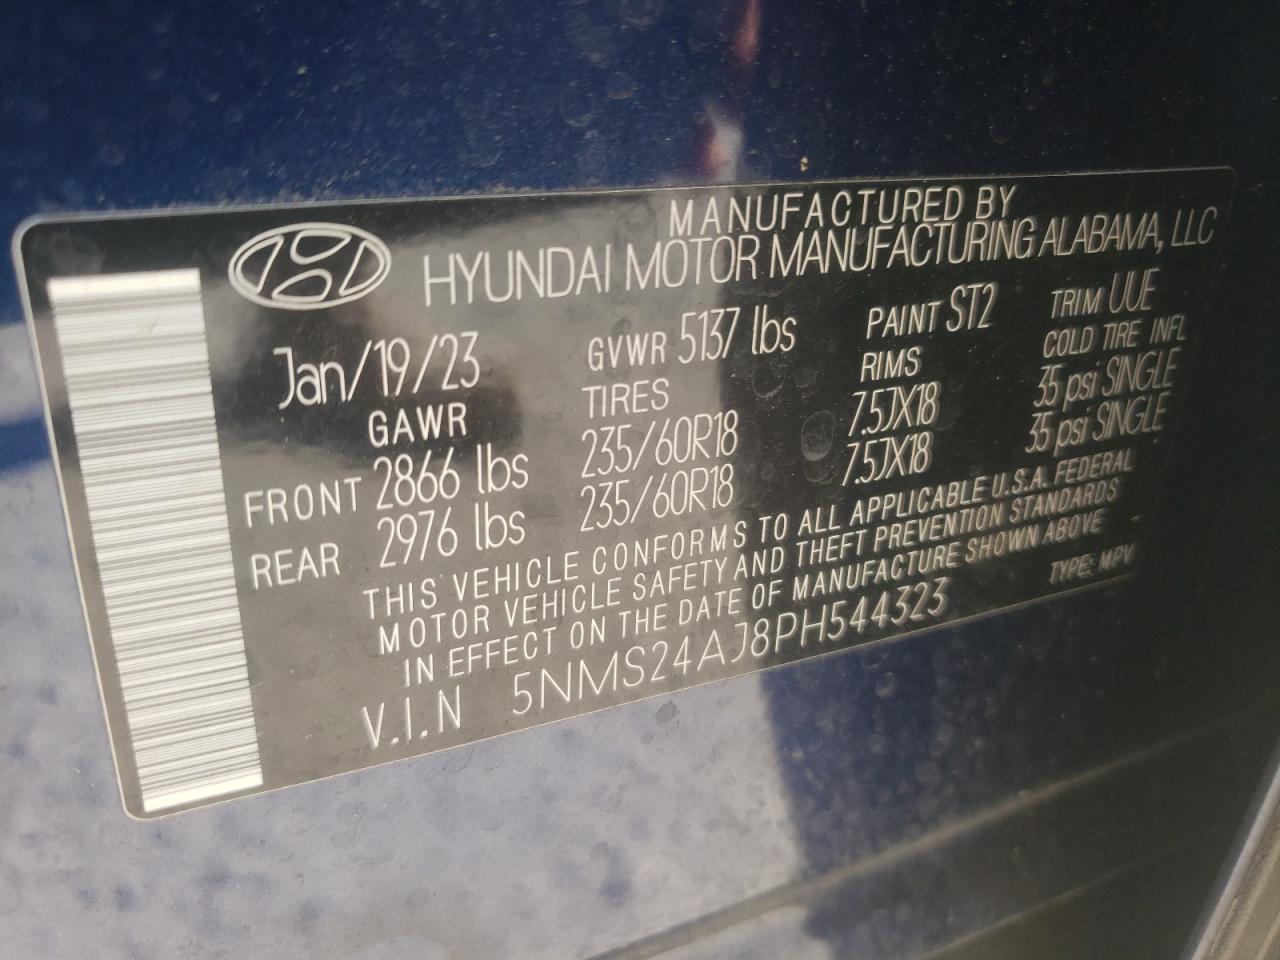 MANUFACTURED BY
HYUNDAI MOTOR MANUFACTURING ALABAMA, LLC
Jan/19/23 GVWR 5137 lbs PAINT ST2 TRIM UUE
GAWR TIRES RIMS COLD TIRE INFL
FRONT 2866 lbs 235/60R18 7.5JX18 35 psi SINGLE
REAR 2976 lbs 235/60R18 7.5JX18 35 psi SINGLE
THIS VEHICLE CONFORMS TO ALL APPLICABLE U.S.A. FEDERAL
MOTOR VEHICLE SAFETY AND THEFT PREVENTION STANDARDS
IN EFFECT ON THE DATE OF MANUFACTURE SHOWN ABOVE
V.I.N 5NMS24AJ8PH544323 TYPE: MPV